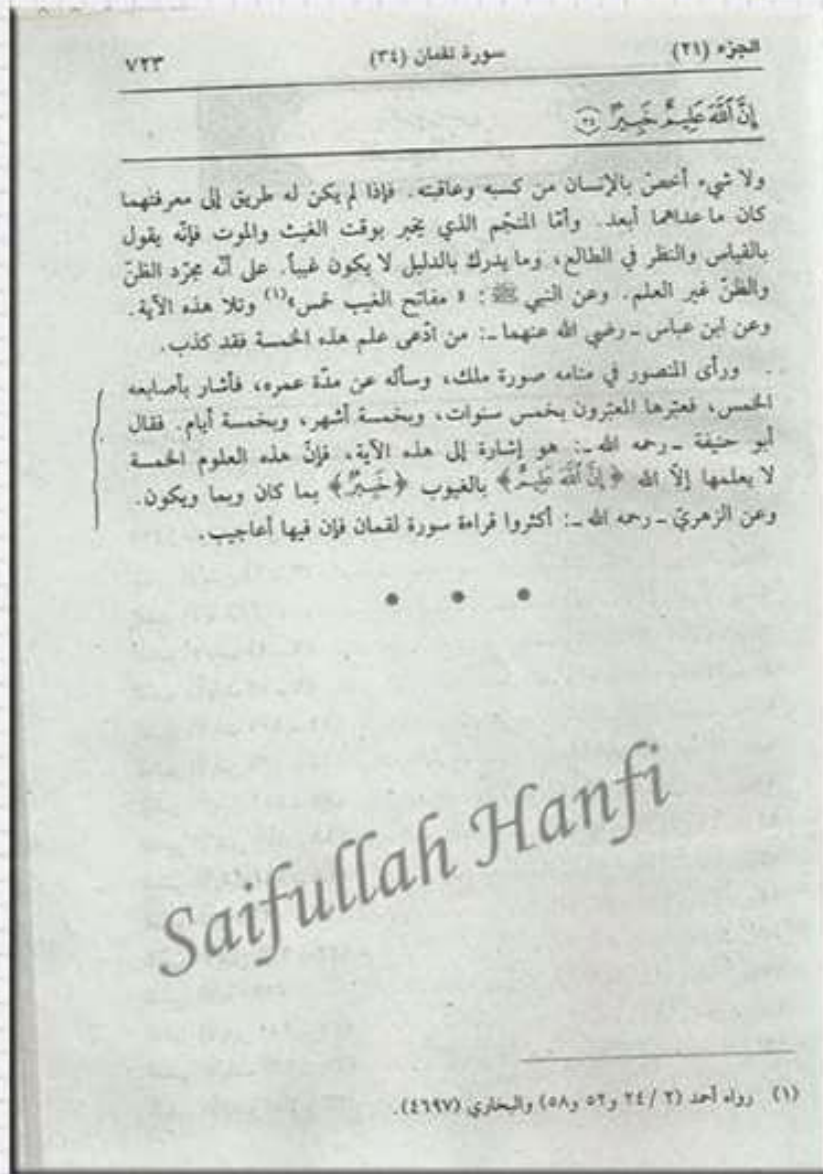 الجزء (٢١)
سورة لقمان (٣٤)
٧٢٣
إِنَّ ٱللَّهَ عَلِيمٌ خَبِيرٌ ﴿٣٤﴾
ولا شيء أخصّ بالإنسان من كسبه وعاقبته. فإذا لم يكن له طريق إلى معرفتهما
كان ما عداهما أبعد. وأمّا المنجّم الذي يخبر بوقت الغيث والموت فإنّه يقول
بالقياس والنظر في الطالع، وما يدرك بالدليل لا يكون غيباً. على أنّه مجرّد الظنّ
والظنّ غير العلم. وعن النبي ﷺ: « مفاتح الغيب خمس»(١) وتلا هذه الآية.
وعن ابن عباس ـ رضي الله عنهما ـ: من ادّعى علم هذه الخمسة فقد كذب.
ورأى المنصور في منامه صورة ملك، وسأله عن مدّة عمره، فأشار بأصابعه
الخمس، فعبّرها المعبّرون بخمس سنوات، وبخمسة أشهر، وبخمسة أيام. فقال
أبو حنيفة ـ رحمه الله ـ: هو إشارة إلى هذه الآية، فإنّ هذه العلوم الخمسة
لا يعلمها إلاّ الله ﴿إِنَّ ٱللَّهَ عَلِيمٌ﴾ بالغيوب ﴿خَبِيرٌ﴾ بما كان وبما ويكون.
وعن الزهريّ ـ رحمه الله ـ: أكثروا قراءة سورة لقمان فإن فيها أعاجيب.
Saifullah Hanfi
(١) رواه أحمد (٢/ ٢٤ و٥٢ و٥٨) والبخاري (٤٦٩٧).